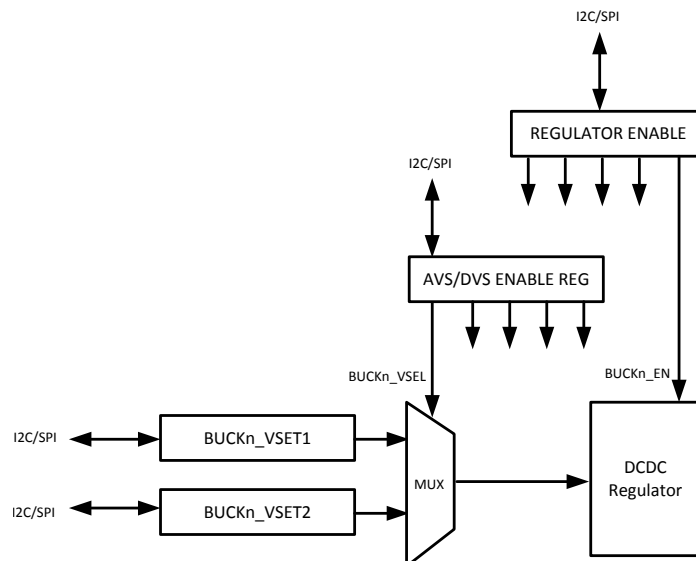 I2C/SPI
REGULATOR ENABLE
I2C/SPI
AVS/DVS ENABLE REG
BUCKn_VSEL
BUCKn_EN
I2C/SPI
BUCKn_VSET1
DCDC
Regulator
MUX
I2C/SPI
BUCKn_VSET2